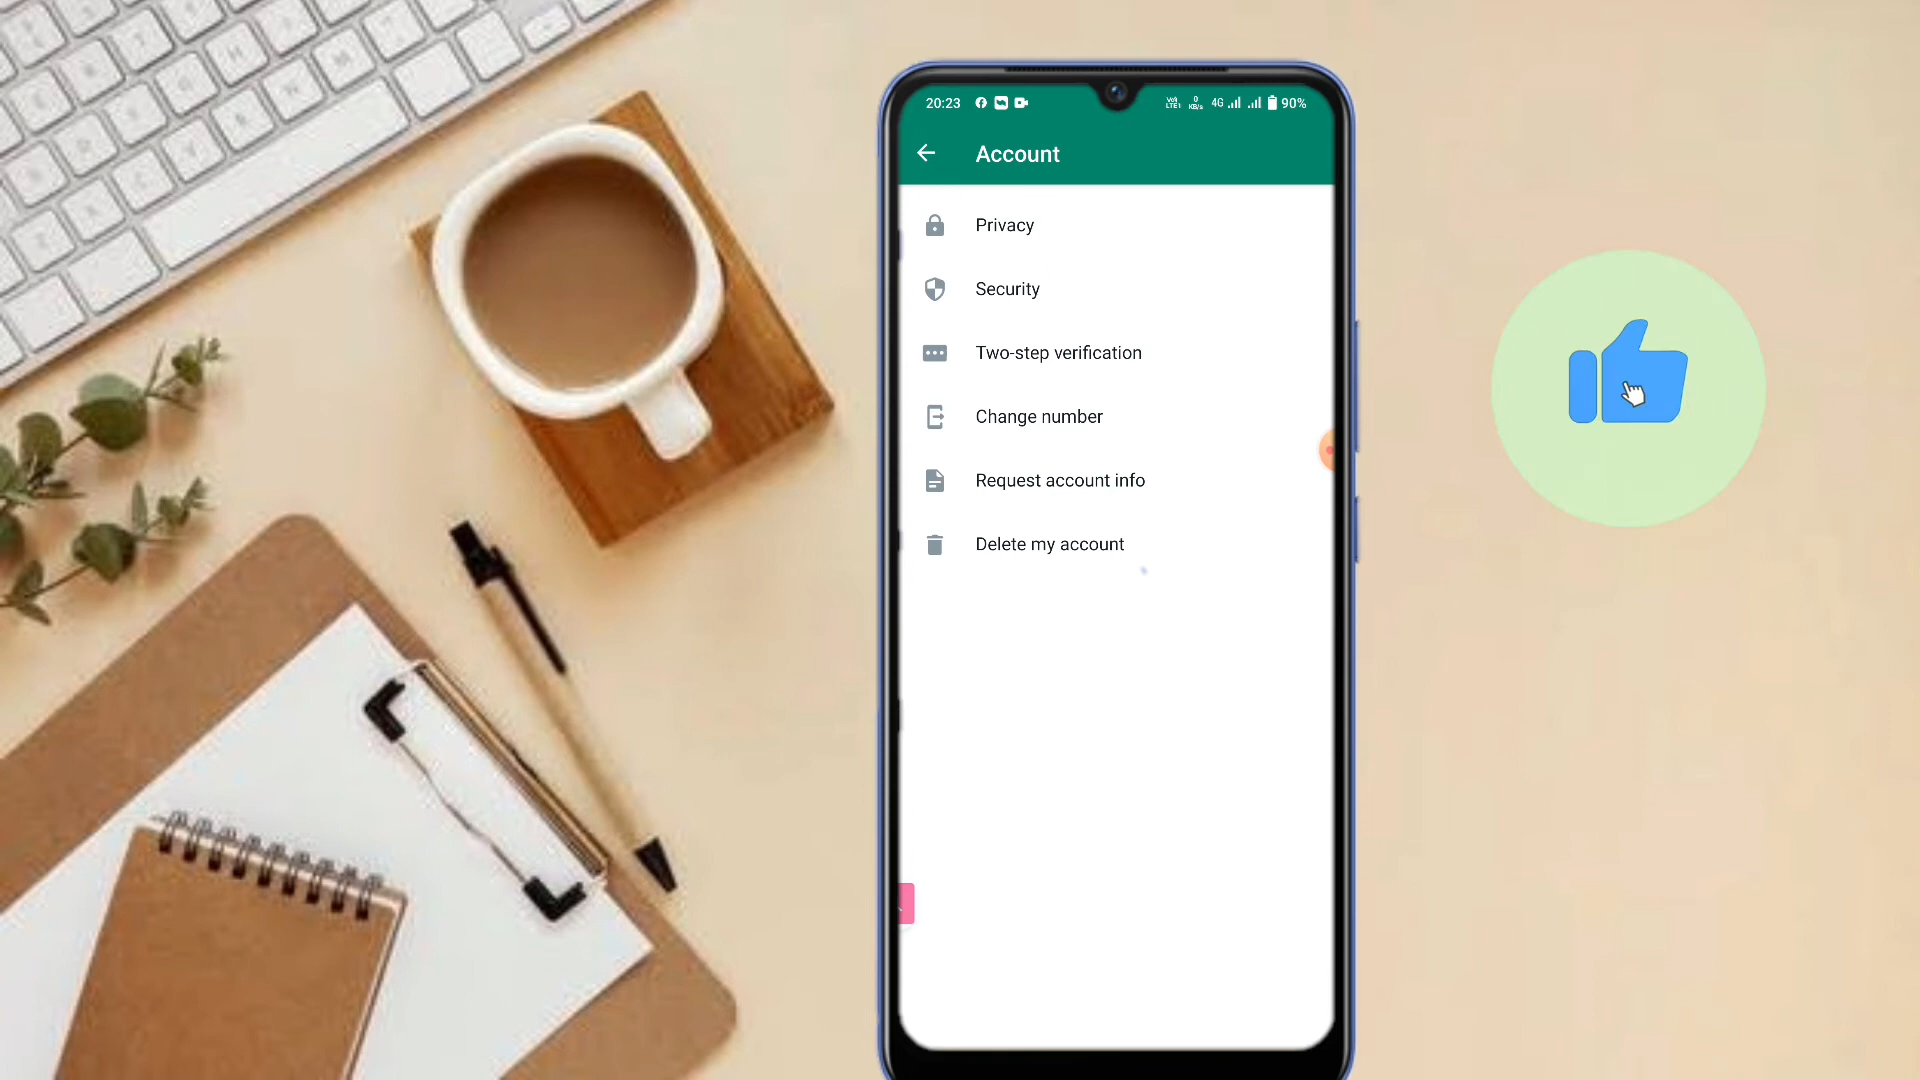 20:23 4G 90%
Account
Privacy
Security
Two-step verification
Change number
Request account info
Delete my account